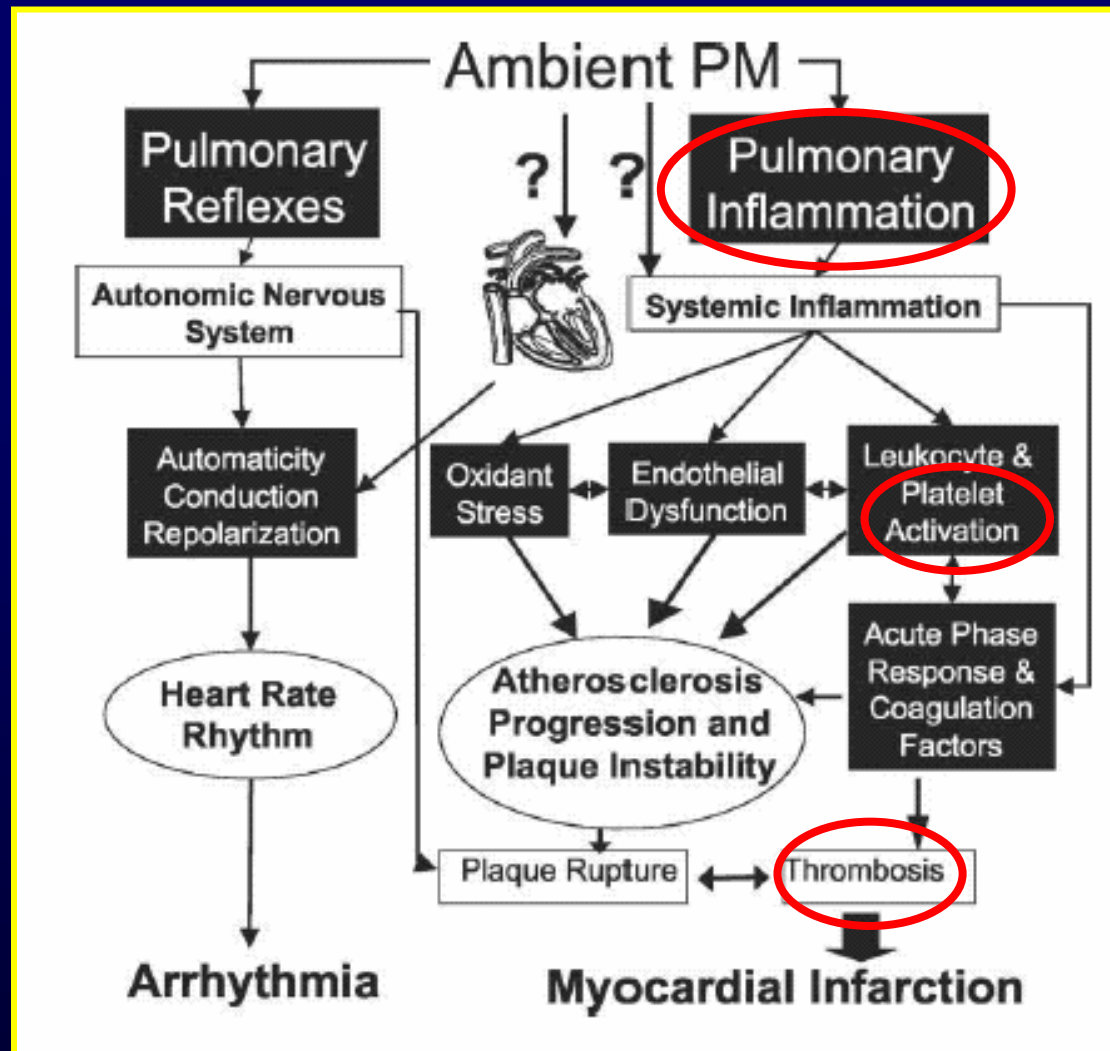 Ambient PM
Pulmonary
Reflexes
?
?
Pulmonary
Inflammation
Autonomic Nervous
System
Systemic Inflammation
Automaticity
Conduction
Repolarization
Oxidant
Stress
Endothelial
Dysfunction
Leukocyte &
Platelet
Activation
Heart Rate
Rhythm
Atherosclerosis
Progression and
Plaque Instability
Acute Phase
Response &
Coagulation
Factors
Plaque Rupture
Thrombosis
Arrhythmia
Myocardial Infarction